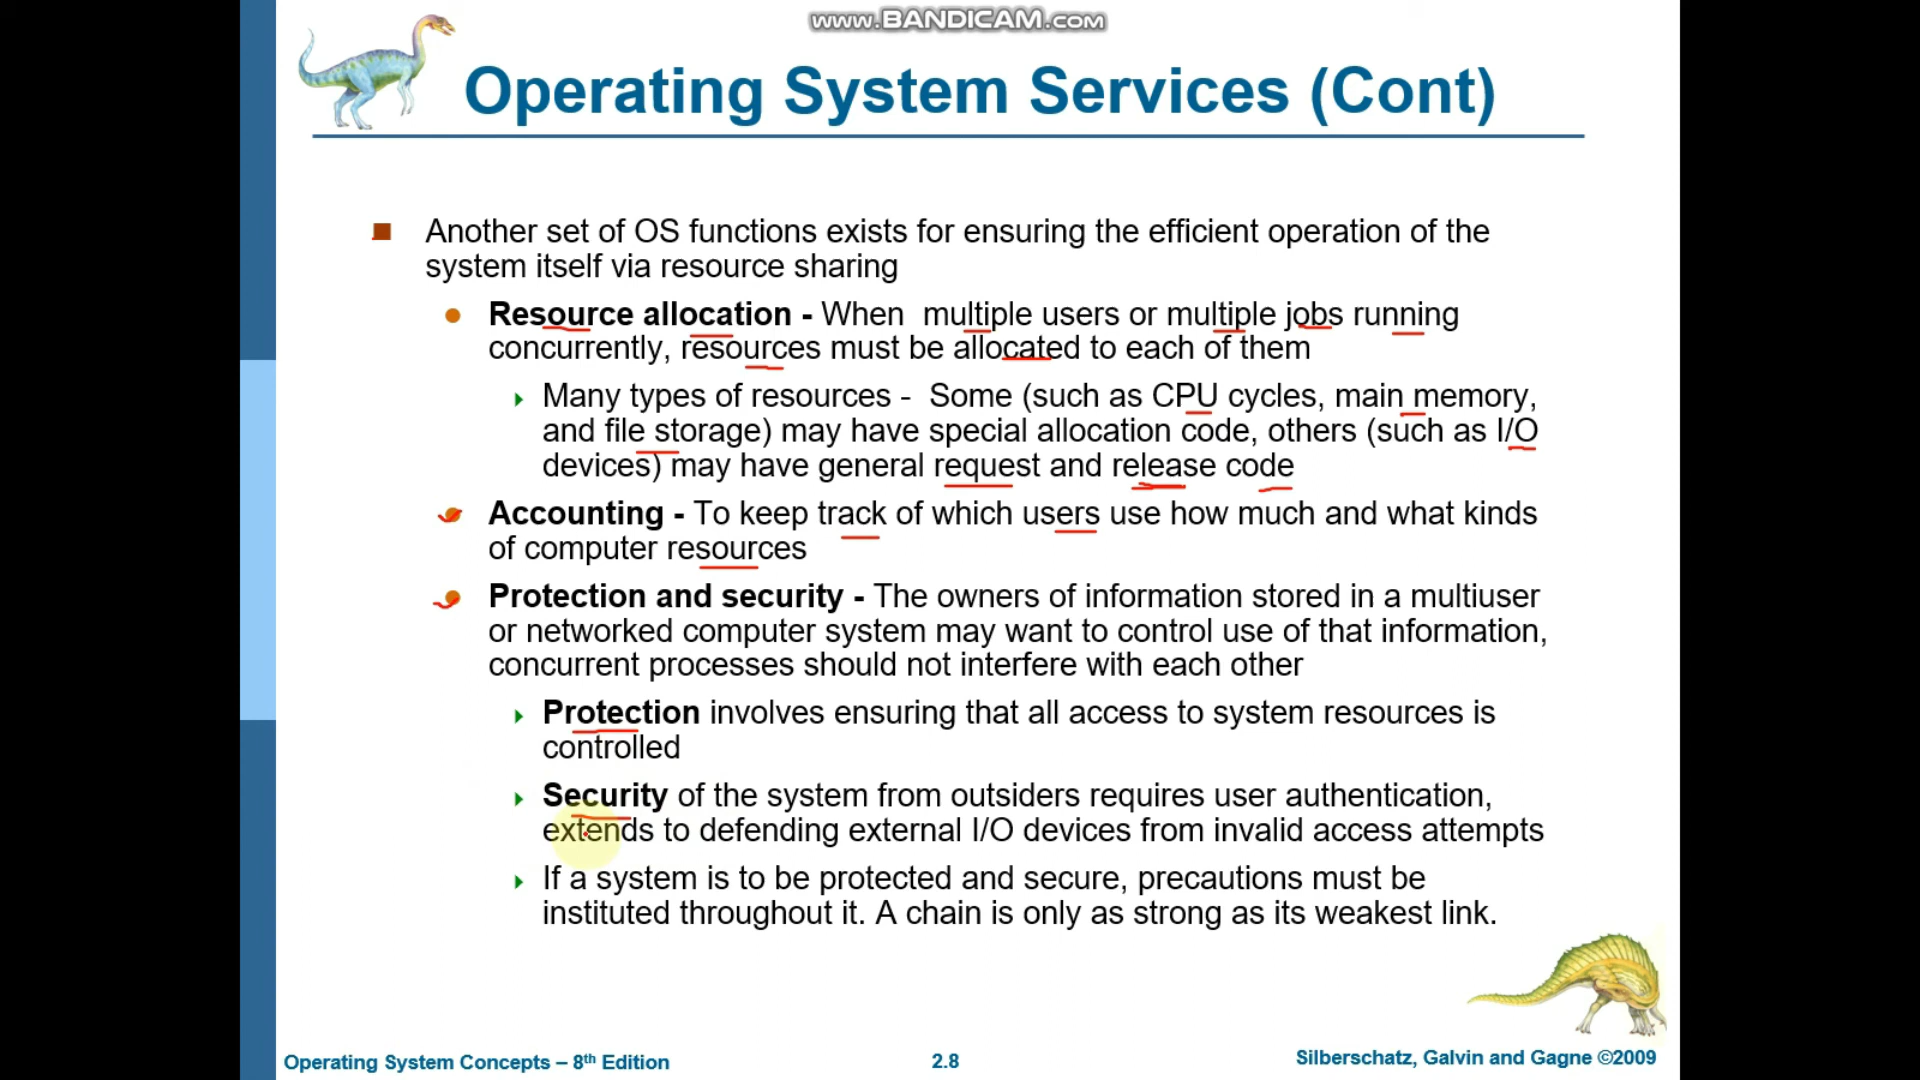 www.BANDICAM.com
Operating System Services (Cont)
Another set of OS functions exists for ensuring the efficient operation of the
system itself via resource sharing
Resource allocation - When multiple users or multiple jobs running
concurrently, resources must be allocated to each of them
Many types of resources - Some (such as CPU cycles, main memory,
and file storage) may have special allocation code, others (such as I/O
devices) may have general request and release code
Accounting - To keep track of which users use how much and what kinds
of computer resources
Protection and security - The owners of information stored in a multiuser
or networked computer system may want to control use of that information,
concurrent processes should not interfere with each other
Protection involves ensuring that all access to system resources is
controlled
Security of the system from outsiders requires user authentication,
extends to defending external I/O devices from invalid access attempts
If a system is to be protected and secure, precautions must be
instituted throughout it. A chain is only as strong as its weakest link.
Operating System Concepts – 8th Edition
2.8
Silberschatz, Galvin and Gagne ©2009